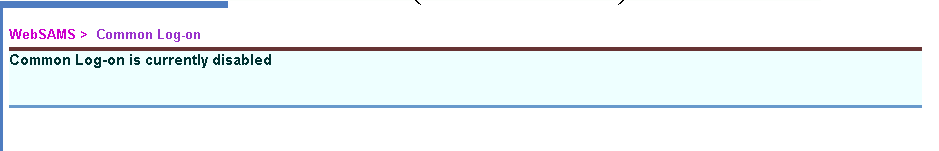 WebSAMS > Common Log-on
Common Log-on is currently disabled